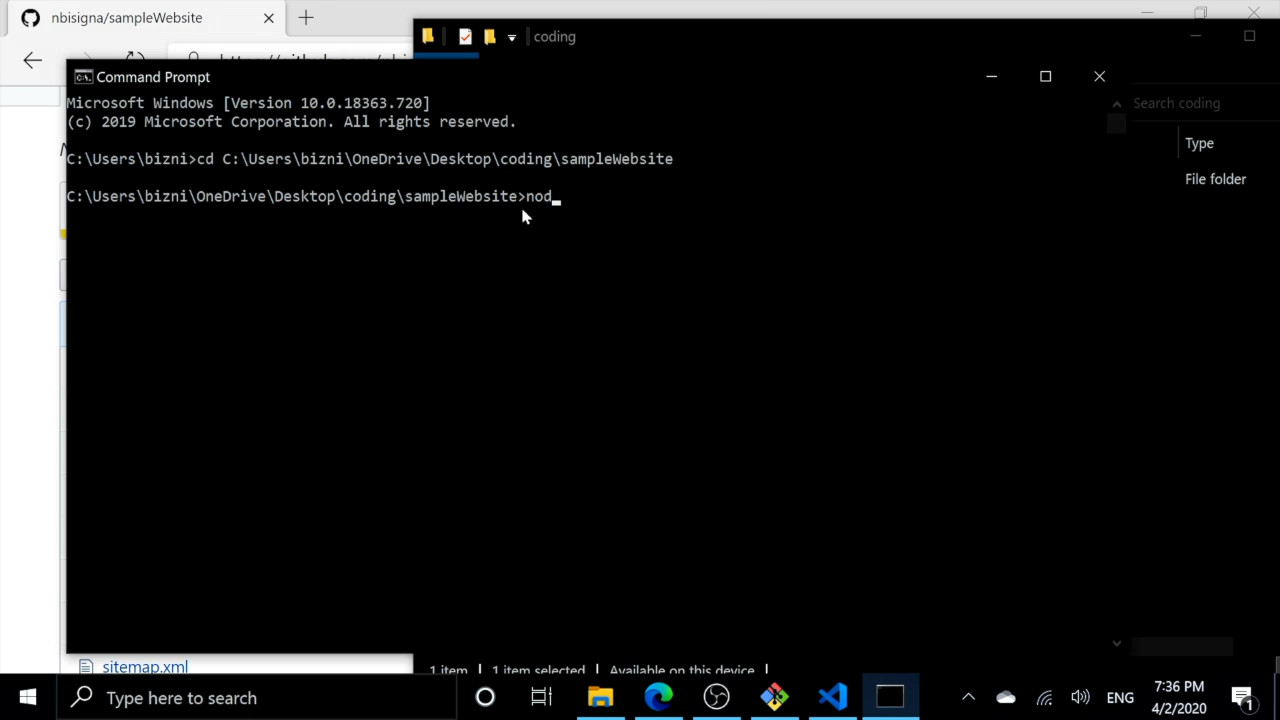 nbisigna/sampleWebsite
coding
Command Prompt
Microsoft Windows [Version 10.0.18363.720]
(c) 2019 Microsoft Corporation. All rights reserved.
Search coding
C:\Users\bizni>cd C:\Users\bizni\OneDrive\Desktop\coding\sampleWebsite
Type
File folder
C:\Users\bizni\OneDrive\Desktop\coding\sampleWebsite>nod
sitemap.xml
1 item | 1 item selected | Available on this device |
Type here to search
ENG
7:36 PM
4/2/2020
1